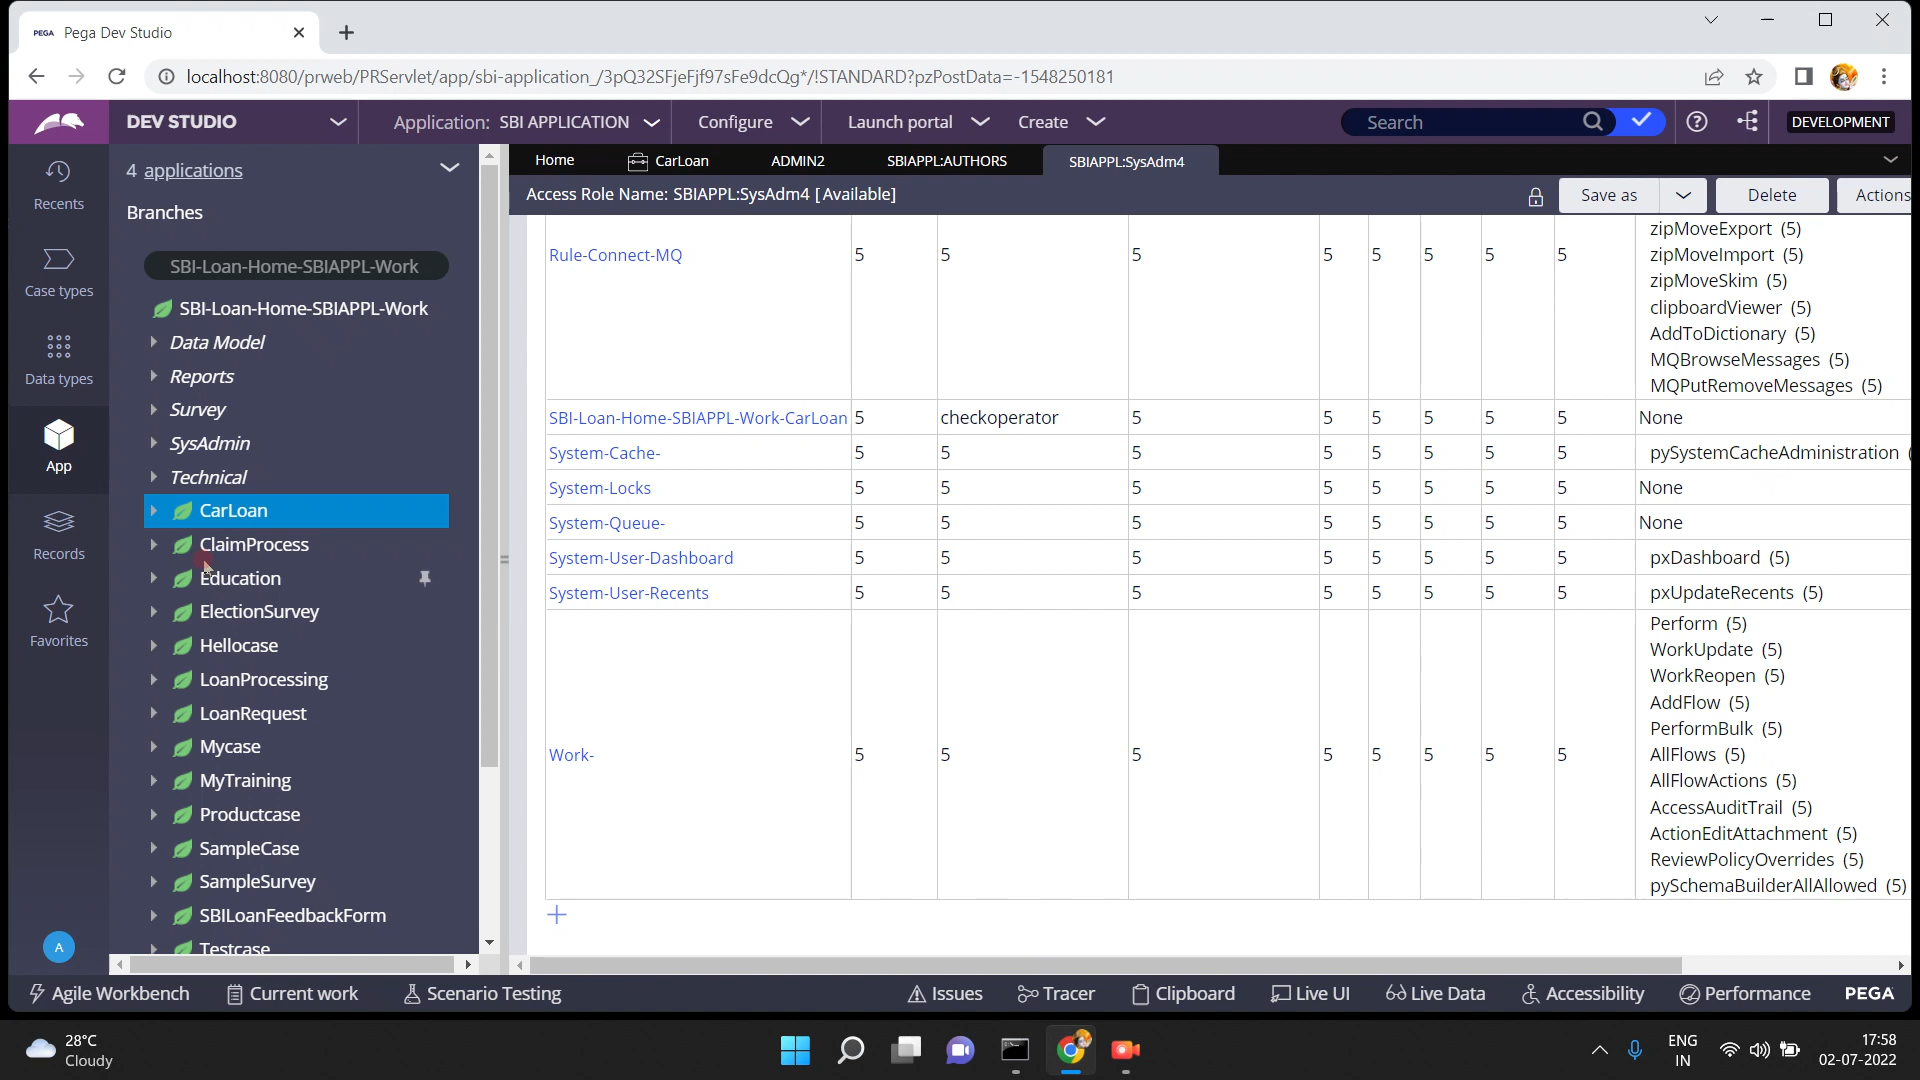 PEGA Pega Dev Studio
localhost:8080/prweb/PRServlet/app/sbi-application_/3pQ32SFjeFjf97sFe9dcQg*/!STANDARD?pzPostData=-1548250181
DEV STUDIO
Application: SBI APPLICATION
Configure
Launch portal
Create
Search
DEVELOPMENT
Recents
Case types
Data types
App
Records
Favorites
A
4 applications
Branches
SBI-Loan-Home-SBIAPPL-Work
SBI-Loan-Home-SBIAPPL-Work
Data Model
Reports
Survey
SysAdmin
Technical
CarLoan
ClaimProcess
Education
ElectionSurvey
Hellocase
LoanProcessing
LoanRequest
Mycase
MyTraining
Productcase
SampleCase
SampleSurvey
SBILoanFeedbackForm
Testcase
Home
CarLoan
ADMIN2
SBIAPPL:AUTHORS
SBIAPPL:SysAdm4
Access Role Name: SBIAPPL:SysAdm4 [Available]
Save as
Delete
Actions
Rule-Connect-MQ 5 5 5 5 5 5 5 5
zipMoveExport (5)
zipMoveImport (5)
zipMoveSkim (5)
clipboardViewer (5)
AddToDictionary (5)
MQBrowseMessages (5)
MQPutRemoveMessages (5)
SBI-Loan-Home-SBIAPPL-Work-CarLoan 5 checkoperator 5 5 5 5 5 5 None
System-Cache- 5 5 5 5 5 5 5 5 pySystemCacheAdministration (
System-Locks 5 5 5 5 5 5 5 5 None
System-Queue- 5 5 5 5 5 5 5 5 None
System-User-Dashboard 5 5 5 5 5 5 5 5 pxDashboard (5)
System-User-Recents 5 5 5 5 5 5 5 5 pxUpdateRecents (5)
Work- 5 5 5 5 5 5 5 5
Perform (5)
WorkUpdate (5)
WorkReopen (5)
AddFlow (5)
PerformBulk (5)
AllFlows (5)
AllFlowActions (5)
AccessAuditTrail (5)
ActionEditAttachment (5)
ReviewPolicyOverrides (5)
pySchemaBuilderAllAllowed (5)
Agile Workbench
Current work
Scenario Testing
Issues
Tracer
Clipboard
Live UI
Live Data
Accessibility
Performance
PEGA
28°C
Cloudy
ENG
IN
17:58
02-07-2022